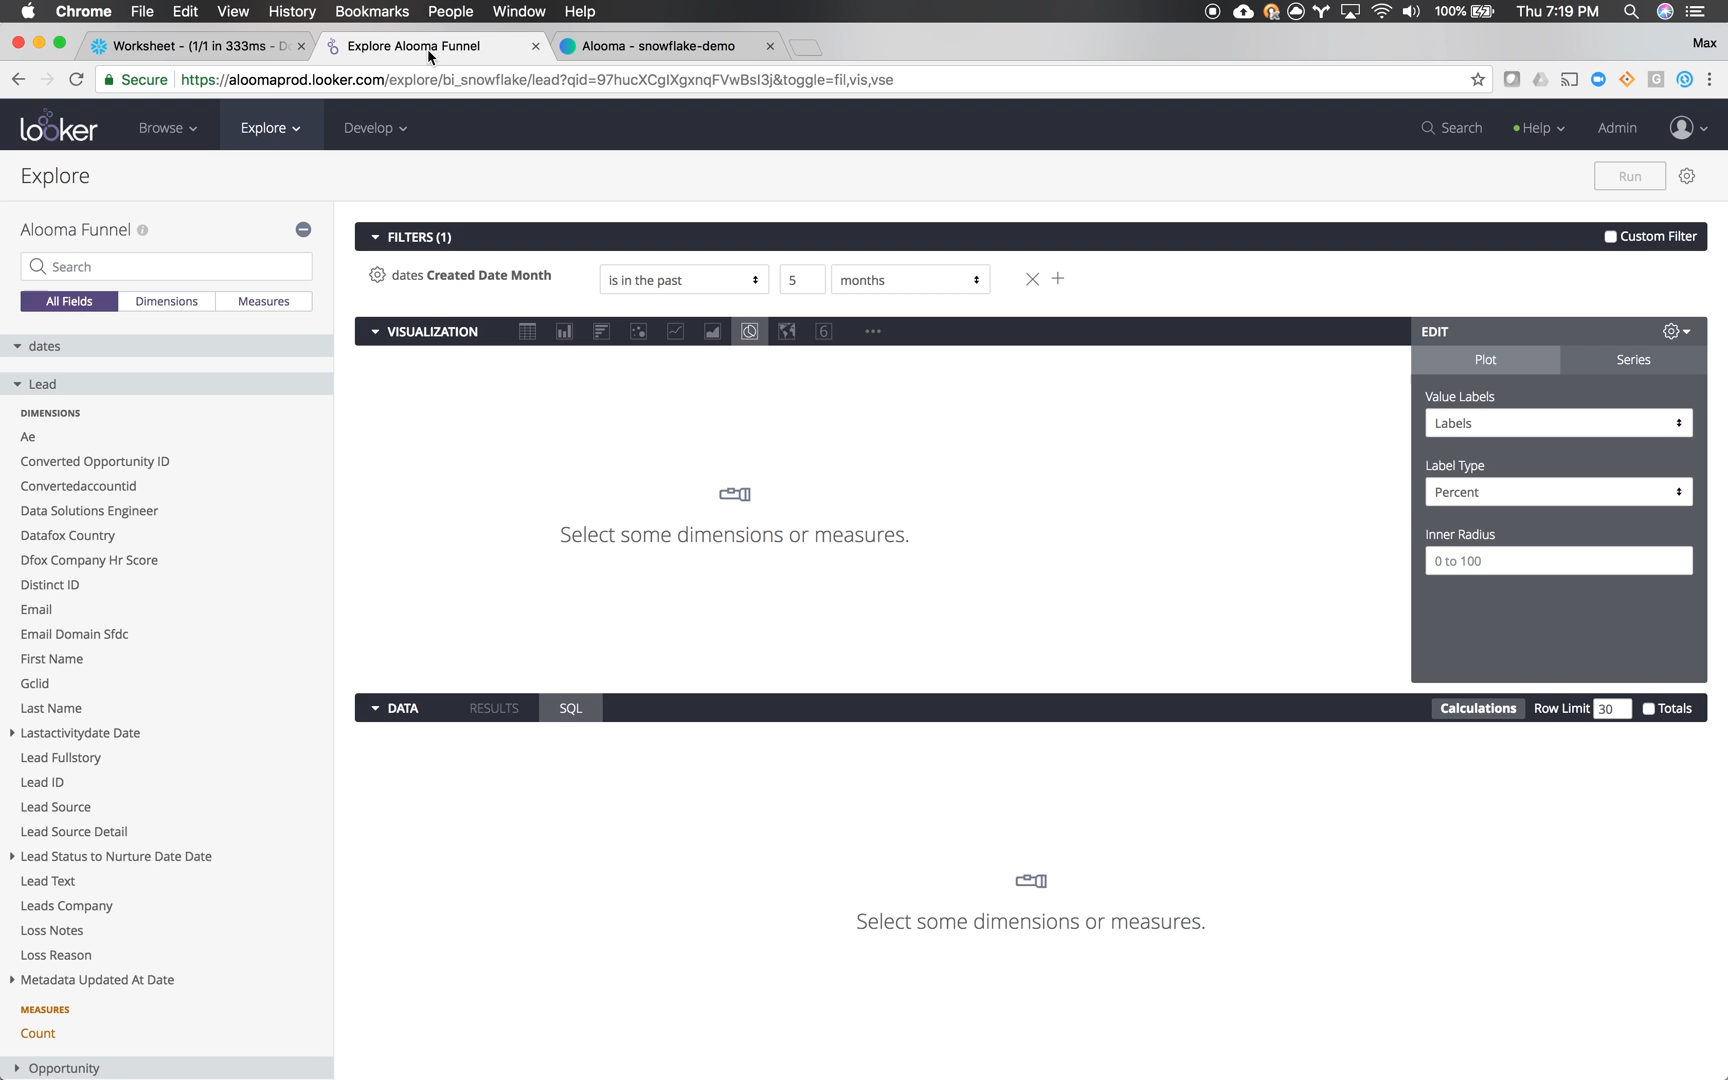 Chrome File Edit View History Bookmarks People Window Help 100% Thu 7:19 PM
Worksheet - (1/1 in 333ms - D
Explore Alooma Funnel
Alooma - snowflake-demo
Max
Secure https://aloomaprod.looker.com/explore/bi_snowflake/lead?qid=97hucXCgIXgxnqFVwBsI3j&toggle=fil,vis,vse
looker Browse Explore Develop Search Help Admin
Explore
Run
Alooma Funnel
Search
All Fields Dimensions Measures
dates
Lead
DIMENSIONS
Ae
Converted Opportunity ID
Convertedaccountid
Data Solutions Engineer
Datafox Country
Dfox Company Hr Score
Distinct ID
Email
Email Domain Sfdc
First Name
Gclid
Last Name
Lastactivitydate Date
Lead Fullstory
Lead ID
Lead Source
Lead Source Detail
Lead Status to Nurture Date Date
Lead Text
Leads Company
Loss Notes
Loss Reason
Metadata Updated At Date
MEASURES
Count
Opportunity
FILTERS (1)
Custom Filter
dates Created Date Month
is in the past
5
months
VISUALIZATION
6
EDIT
Plot Series
Value Labels
Labels
Label Type
Percent
Inner Radius
0 to 100
Select some dimensions or measures.
DATA RESULTS SQL
Calculations Row Limit 30 Totals
Select some dimensions or measures.